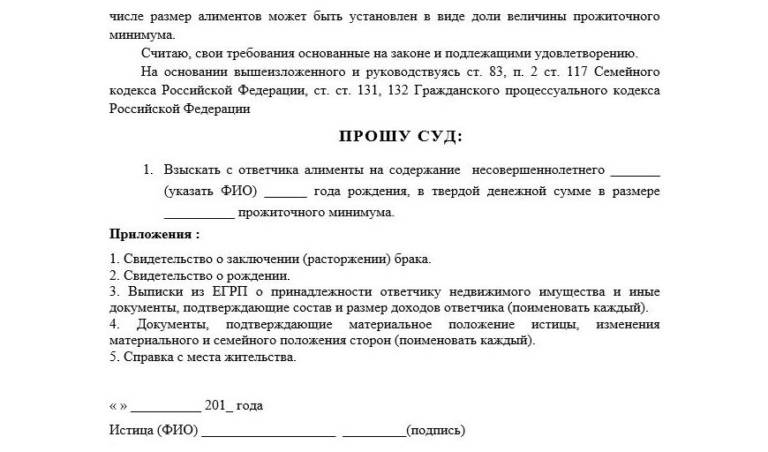 числе размер алиментов может быть установлен в виде доли величины прожиточного
минимума.
Считаю, свои требования основанные на законе и подлежащими удовлетворению.
На основании вышеизложенного и руководствуясь ст. 83, п. 2 ст. 117 Семейного
кодекса Российской Федерации, ст. ст. 131, 132 Гражданского процессуального кодекса
Российской Федерации
ПРОШУ СУД:
1. Взыскать с ответчика алименты на содержание несовершеннолетнего _______
(указать ФИО) ______ года рождения, в твердой денежной сумме в размере
__________ прожиточного минимума.
Приложения :
1. Свидетельство о заключении (расторжении) брака.
2. Свидетельство о рождении.
3. Выписки из ЕГРП о принадлежности ответчику недвижимого имущества и иные
документы, подтверждающие состав и размер доходов ответчика (поименовать каждый).
4. Документы, подтверждающие материальное положение истицы, изменения
материального и семейного положения сторон (поименовать каждый).
5. Справка с места жительства.
« » __________ 201_ года
Истица (ФИО) ___________________ _________(подпись)